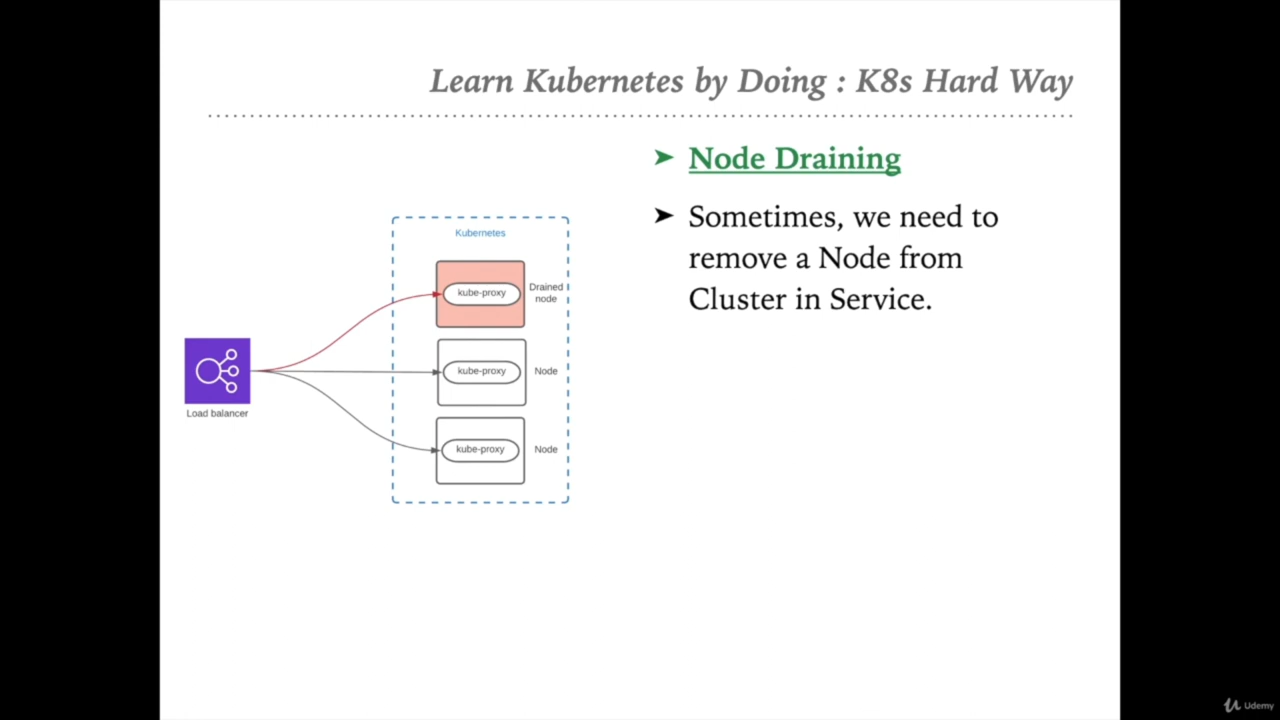 Learn Kubernetes by Doing : K8s Hard Way
Node Draining
Sometimes, we need to
remove a Node from
Cluster in Service.
Kubernetes
kube-proxy
Drained
node
kube-proxy
Node
kube-proxy
Node
Load balancer
Udemy